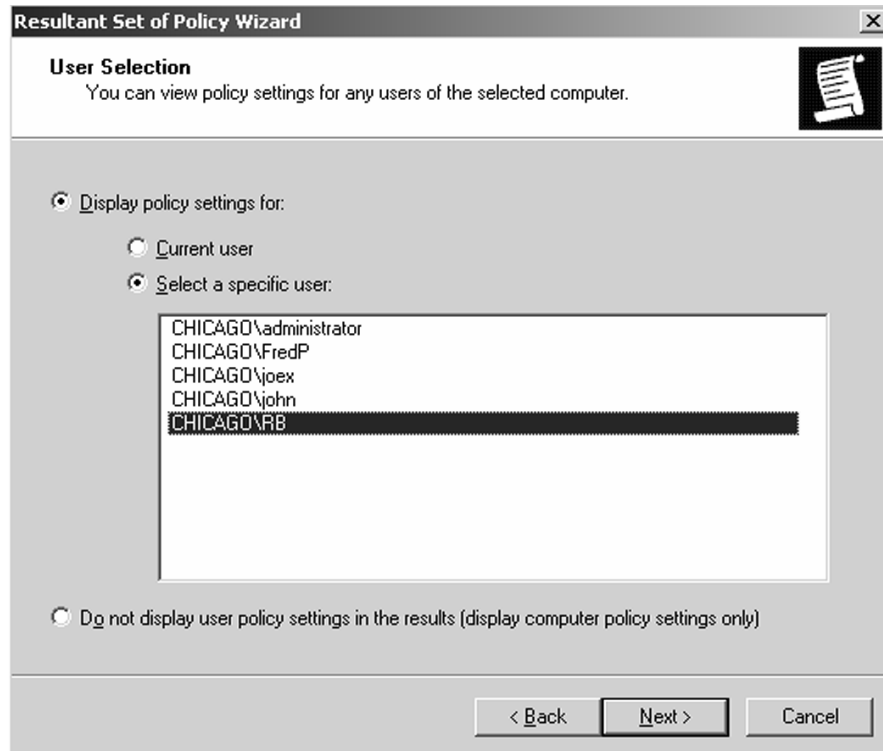 Resultant Set of Policy Wizard
User Selection
You can view policy settings for any users of the selected computer.
Display policy settings for:
Current user
Select a specific user:
CHICAGO\administrator
CHICAGO\FredP
CHICAGO\joex
CHICAGO\john
CHICAGO\RB
Do not display user policy settings in the results (display computer policy settings only)
< Back Next > Cancel